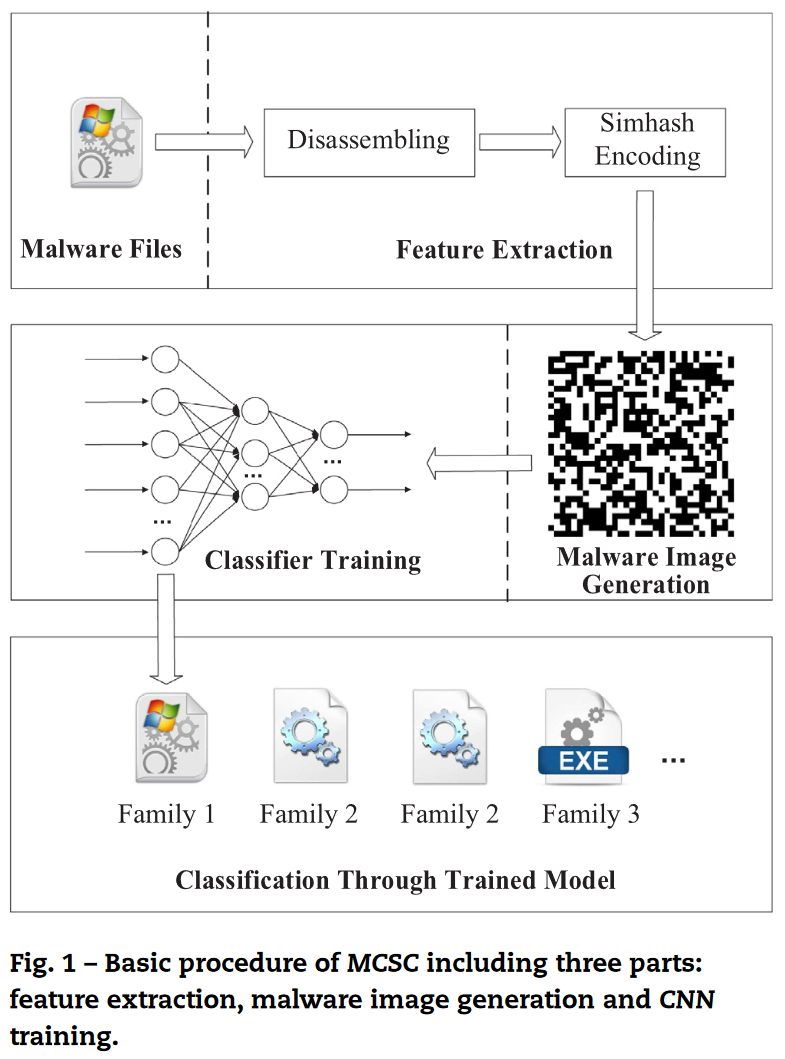 Disassembling
Simhash
Encoding
Malware Files
Feature Extraction
...
...
...
Classifier Training
Malware Image
Generation
EXE
...
Family 1
Family 2
Family 2
Family 3
Classification Through Trained Model
Fig. 1 – Basic procedure of MCSC including three parts:
feature extraction, malware image generation and CNN
training.